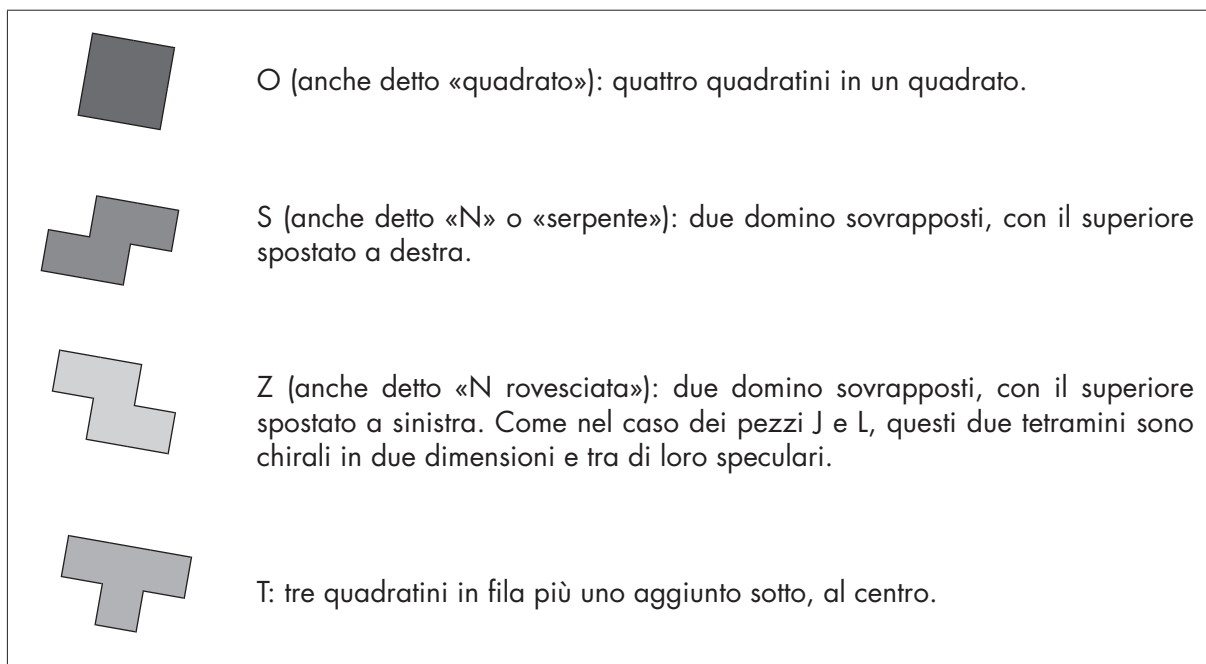 O (anche detto «quadrato»): quattro quadratini in un quadrato.
S (anche detto «N» o «serpente»): due domino sovrapposti, con il superiore
spostato a destra.
Z (anche detto «N rovesciata»): due domino sovrapposti, con il superiore
spostato a sinistra. Come nel caso dei pezzi J e L, questi due tetramini sono
chirali in due dimensioni e tra di loro speculari.
T: tre quadratini in fila più uno aggiunto sotto, al centro.